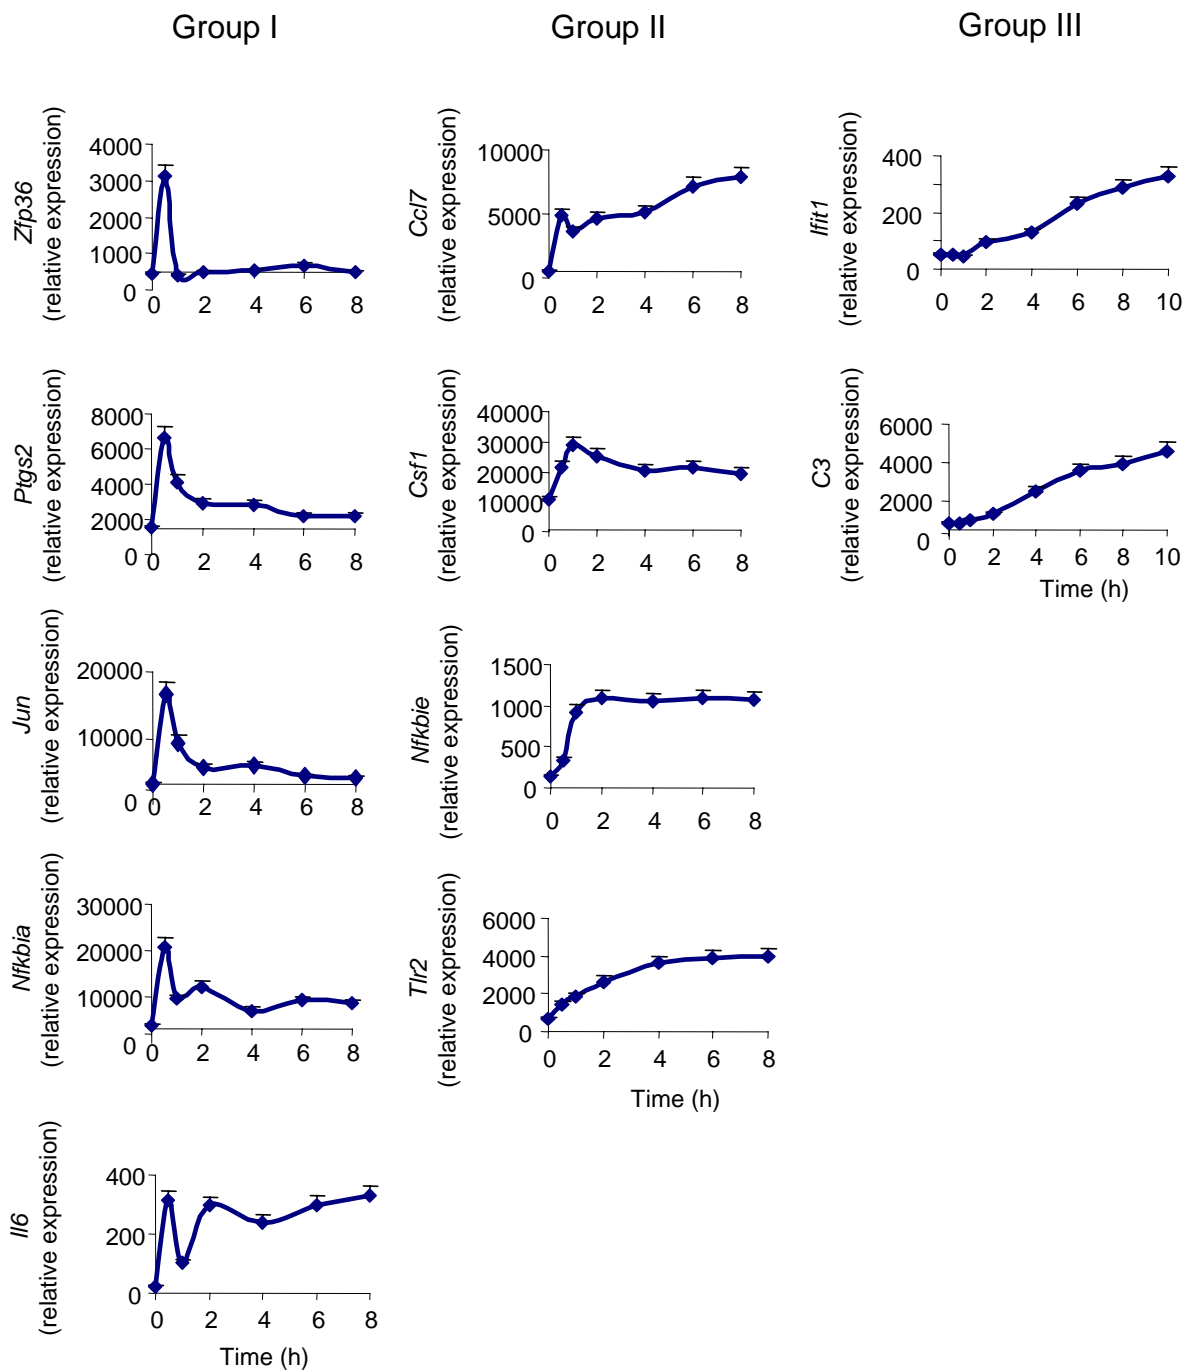 Group I
Group II
Group III
Zfp36
(relative expression)
4000
3000
2000
1000
0
0 2 4 6 8
Ccl7
(relative expression)
10000
5000
0
0 2 4 6 8
Ifit1
(relative expression)
400
200
0
0 2 4 6 8 10
Ptgs2
(relative expression)
8000
6000
4000
2000
0
0 2 4 6 8
Csf1
(relative expression)
40000
30000
20000
10000
0
0 2 4 6 8
C3
(relative expression)
6000
4000
2000
0
0 2 4 6 8 10
Time (h)
Jun
(relative expression)
20000
10000
0
0 2 4 6 8
Nfkbie
(relative expression)
1500
1000
500
0
0 2 4 6 8
Nfkbia
(relative expression)
30000
20000
10000
0
0 2 4 6 8
Tlr2
(relative expression)
6000
4000
2000
0
0 2 4 6 8
Time (h)
Il6
(relative expression)
400
200
0
0 2 4 6 8
Time (h)